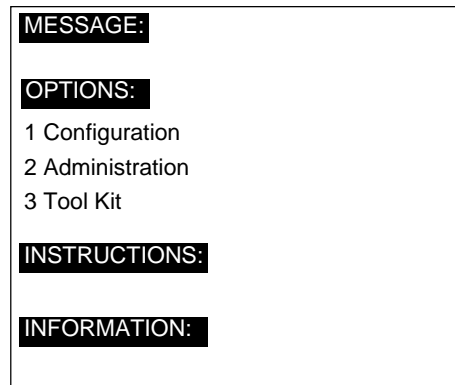 MESSAGE:
OPTIONS:
1 Configuration
2 Administration
3 Tool Kit
INSTRUCTIONS:
INFORMATION: